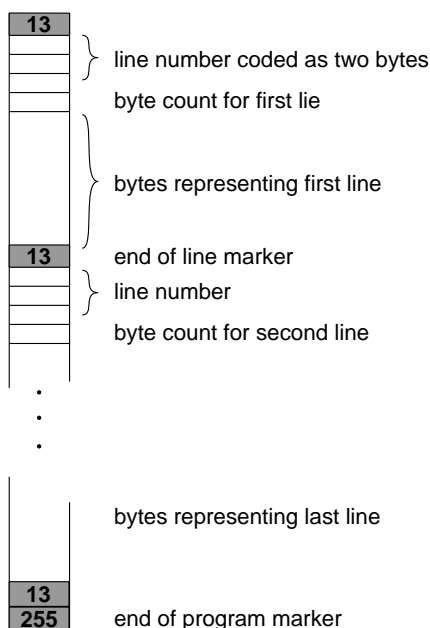 13
line number coded as two bytes
byte count for first lie
bytes representing first line
13 end of line marker
line number
byte count for second line
.
.
.
bytes representing last line
13
255 end of program marker